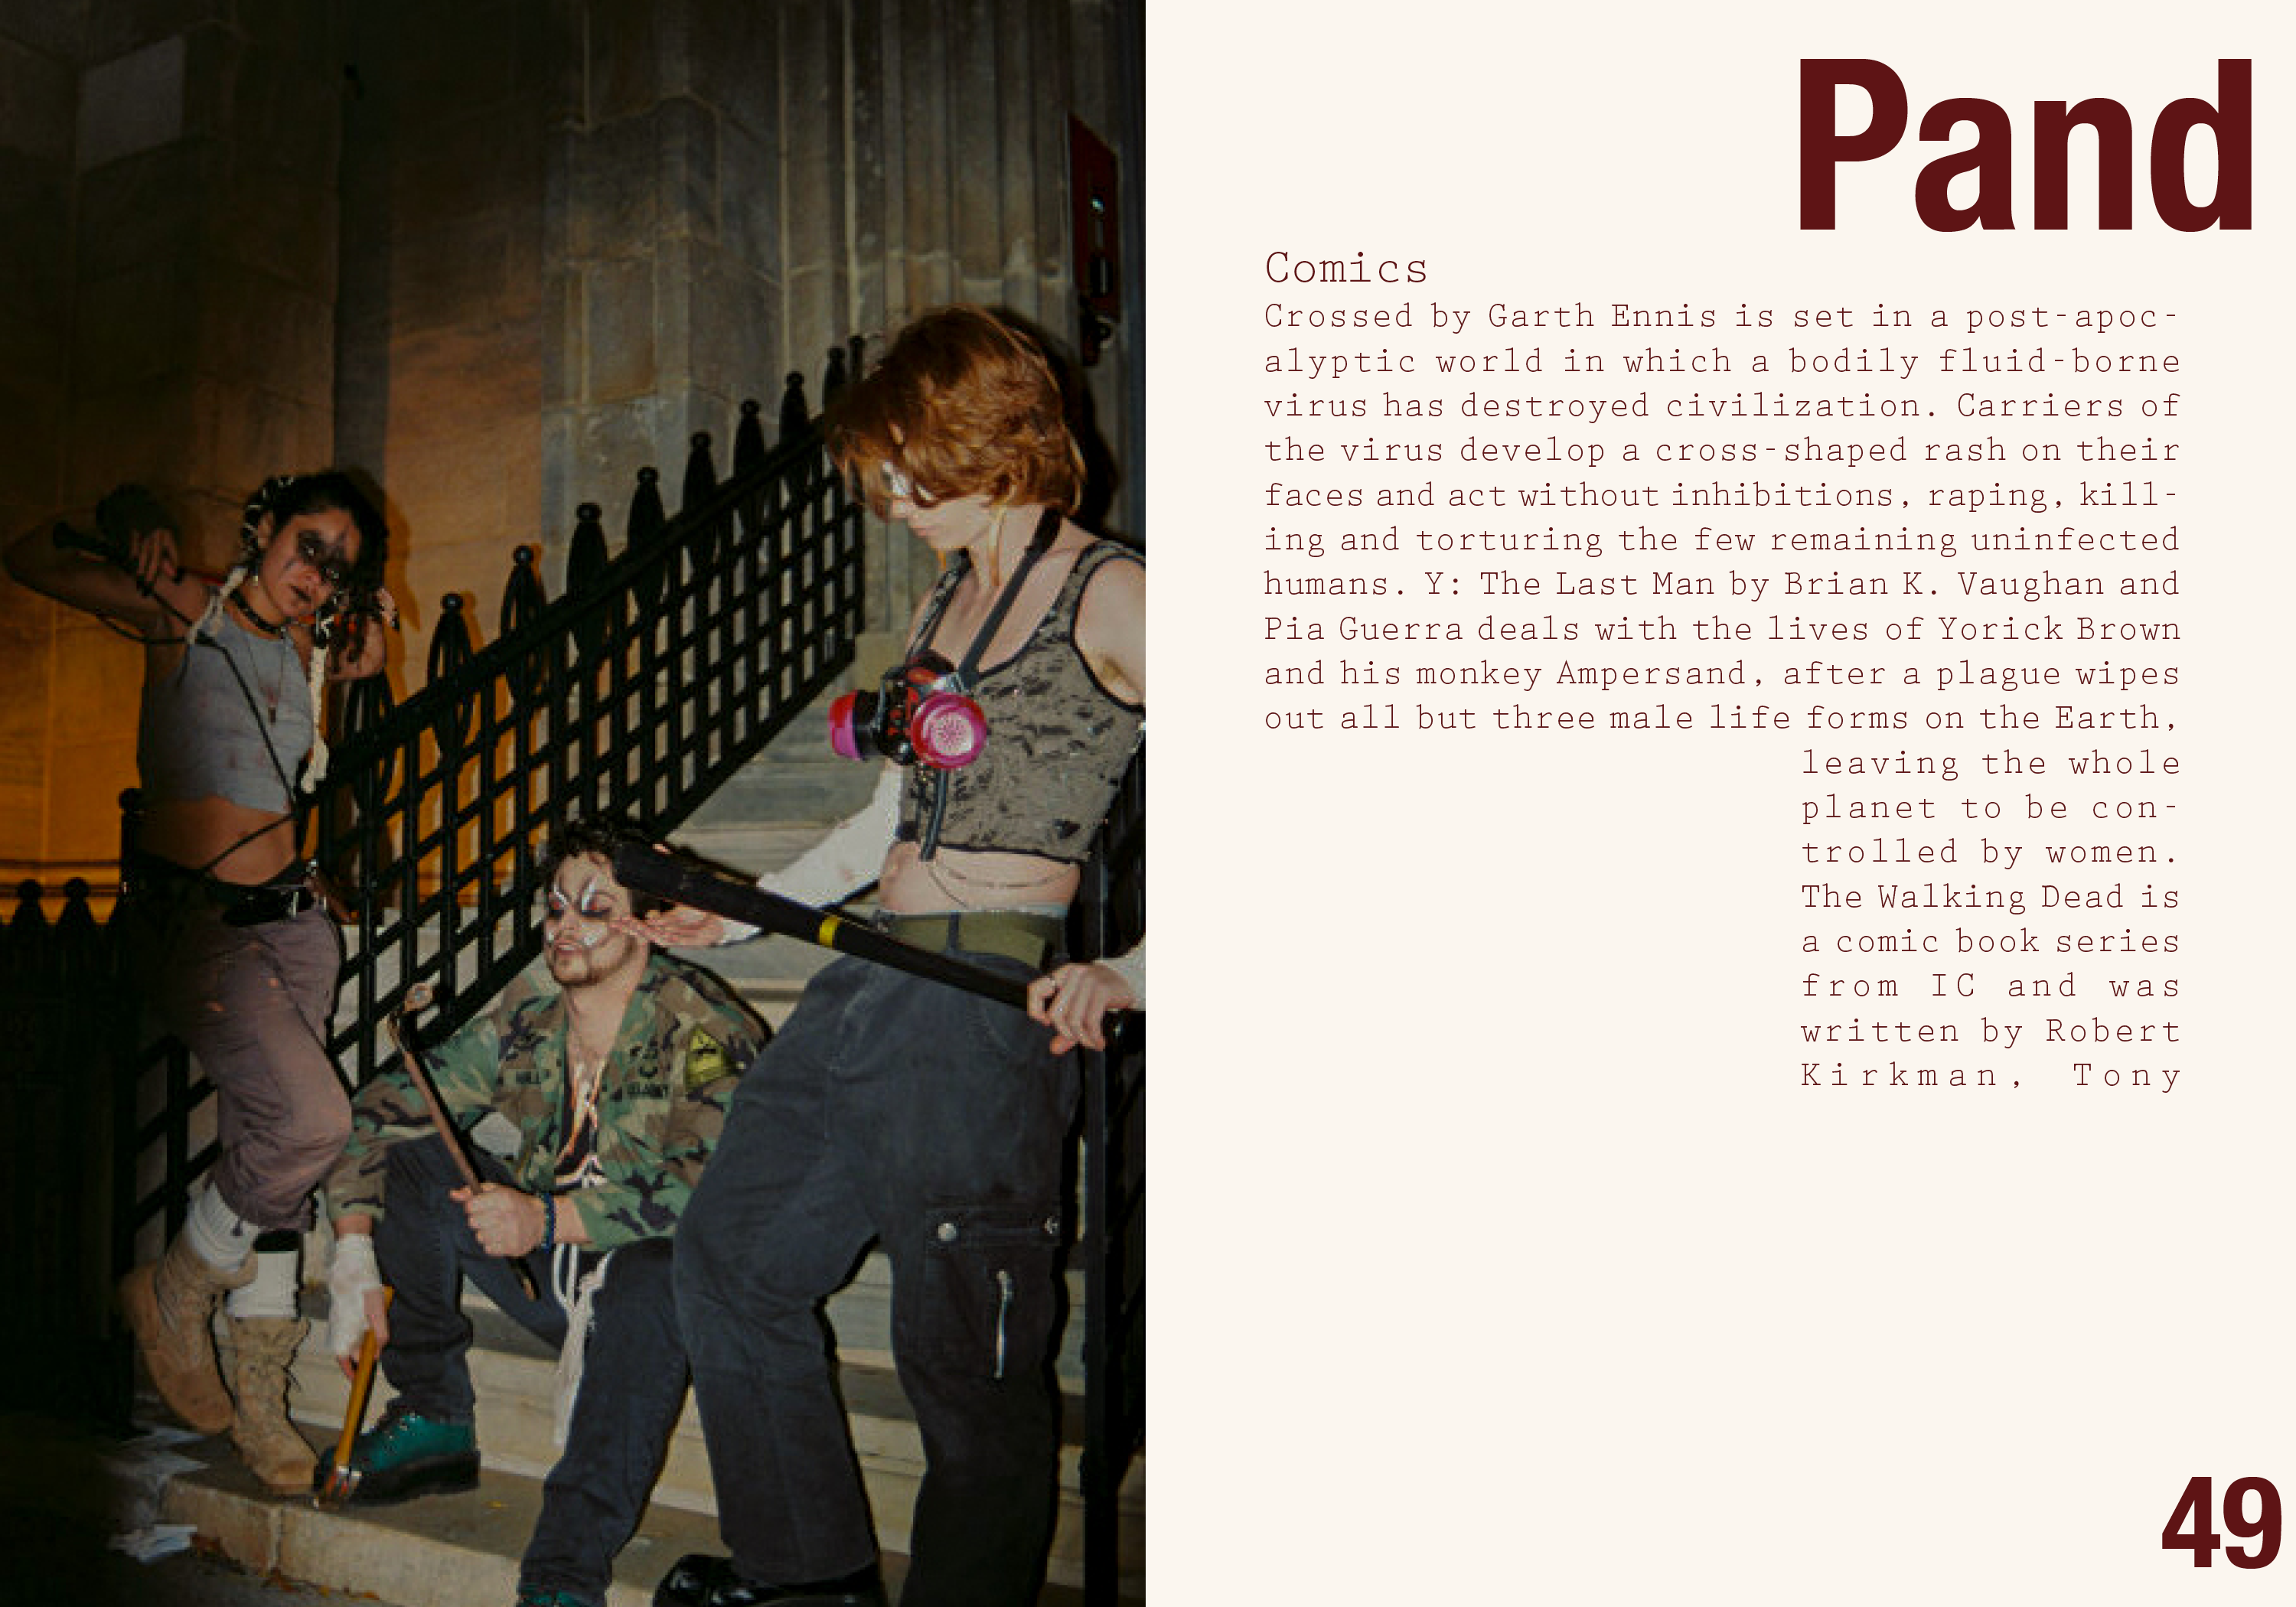 Pand
Comics
Crossed by Garth Ennis is set in a post-apoc-
alyptic world in which a bodily fluid-borne
virus has destroyed civilization. Carriers of
the virus develop a cross-shaped rash on their
faces and act without inhibitions, raping, kill-
ing and torturing the few remaining uninfected
humans. Y: The Last Man by Brian K. Vaughan and
Pia Guerra deals with the lives of Yorick Brown
and his monkey Ampersand, after a plague wipes
out all but three male life forms on the Earth,
leaving the whole
planet to be con-
trolled by women.
The Walking Dead is
a comic book series
from IC and was
written by Robert
Kirkman, Tony
49